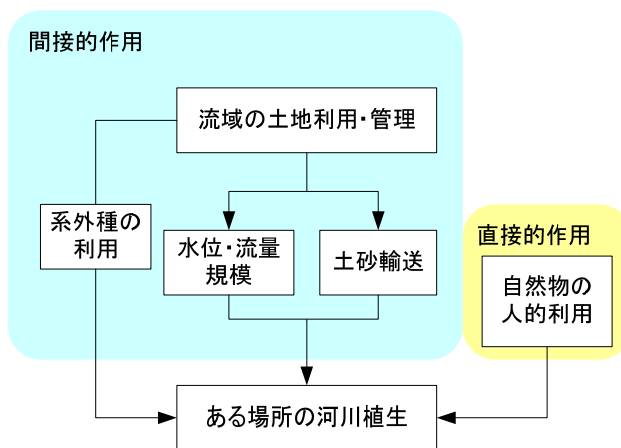 間接的作用
流域の土地利用・管理
系外種の
利用
水位・流量
規模
土砂輸送
直接的作用
自然物の
人的利用
ある場所の河川植生